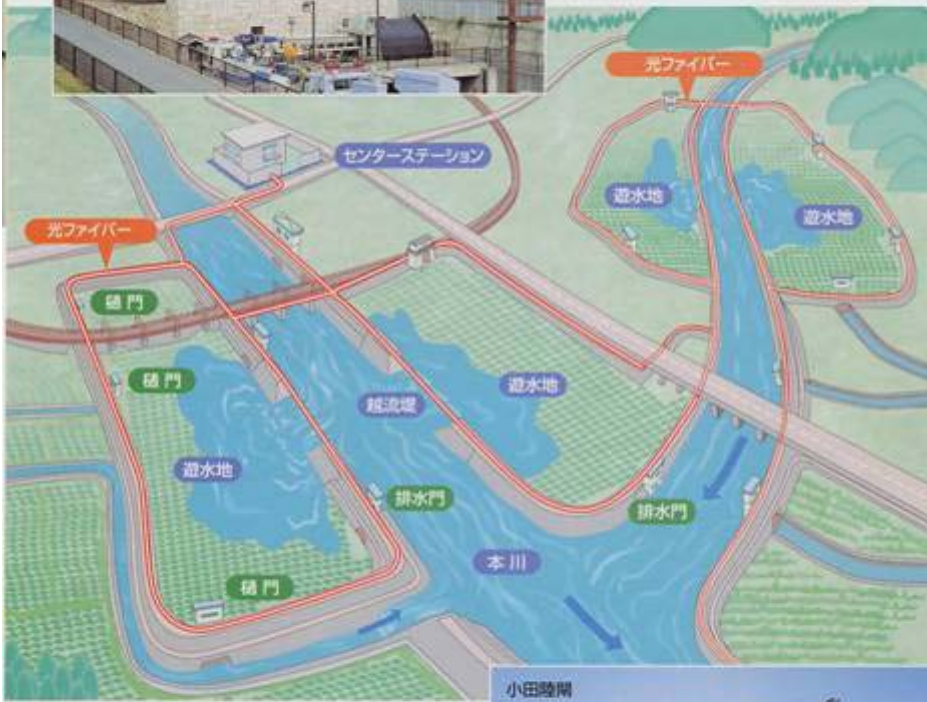 光ファイバー
センターステーション
遊水地
遊水地
光ファイバー
樋門
樋門
遊水地
越流堤
遊水地
排水門
排水門
本川
樋門
小田陸閘